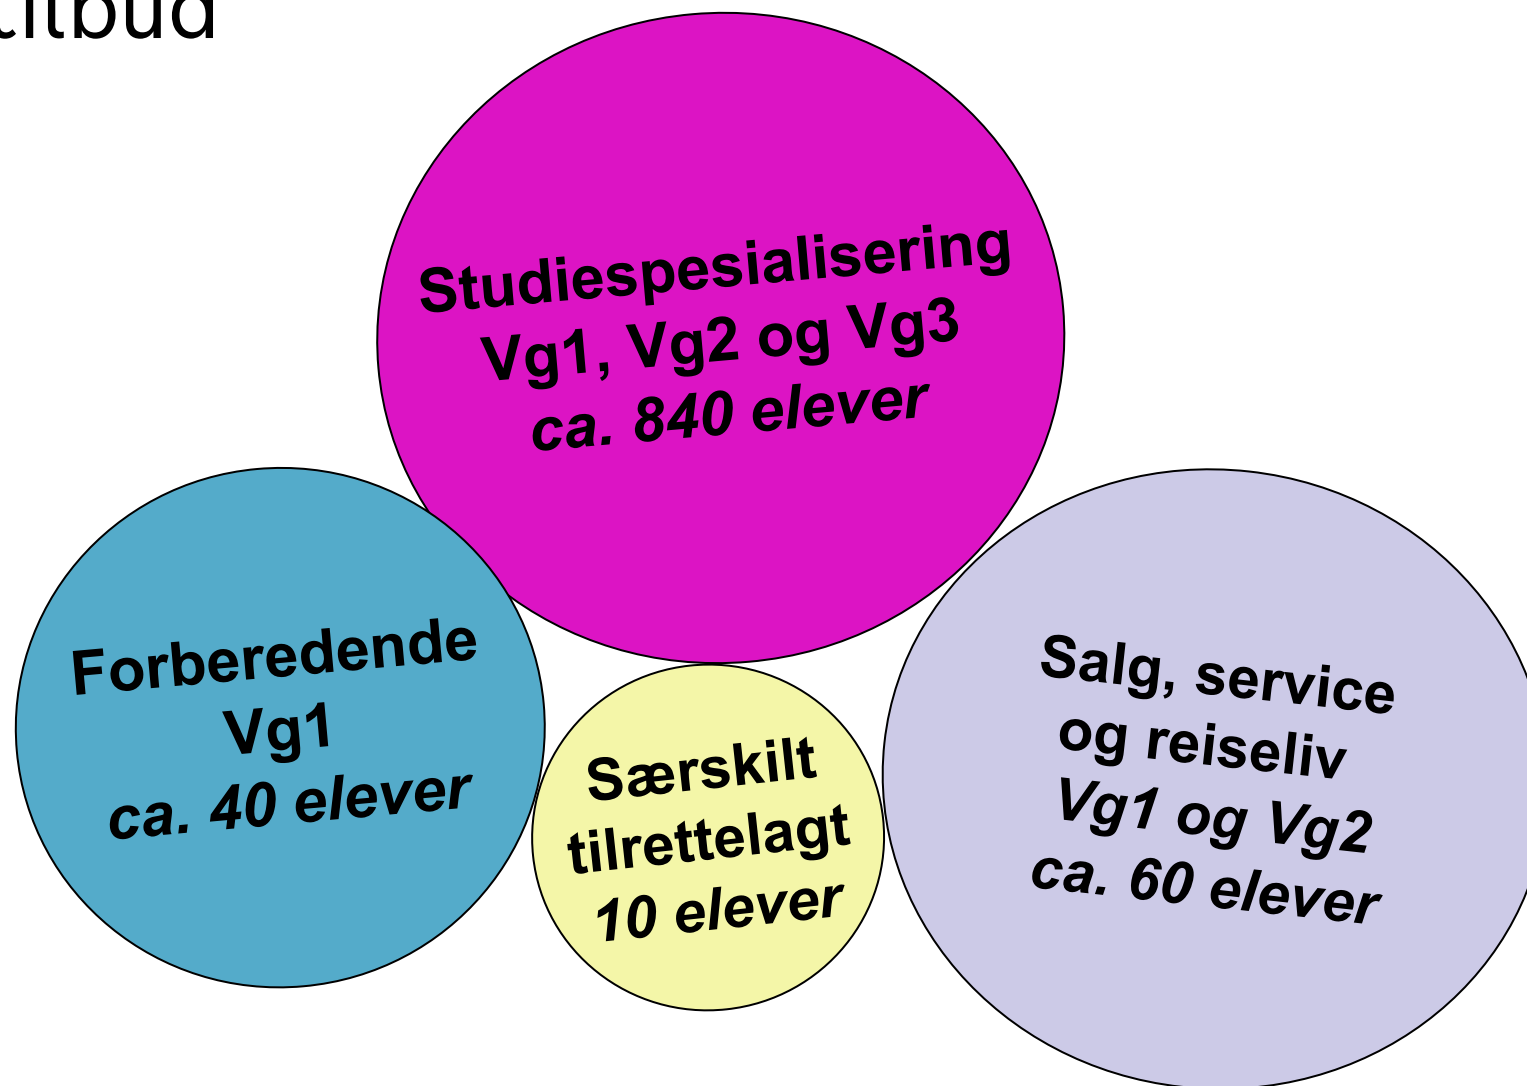 tilbud
Studiespesialisering
Vg1, Vg2 og Vg3
ca. 840 elever
Forberedende
Vg1
ca. 40 elever
Særskilt
tilrettelagt
10 elever
Salg, service
og reiseliv
Vg1 og Vg2
ca. 60 elever